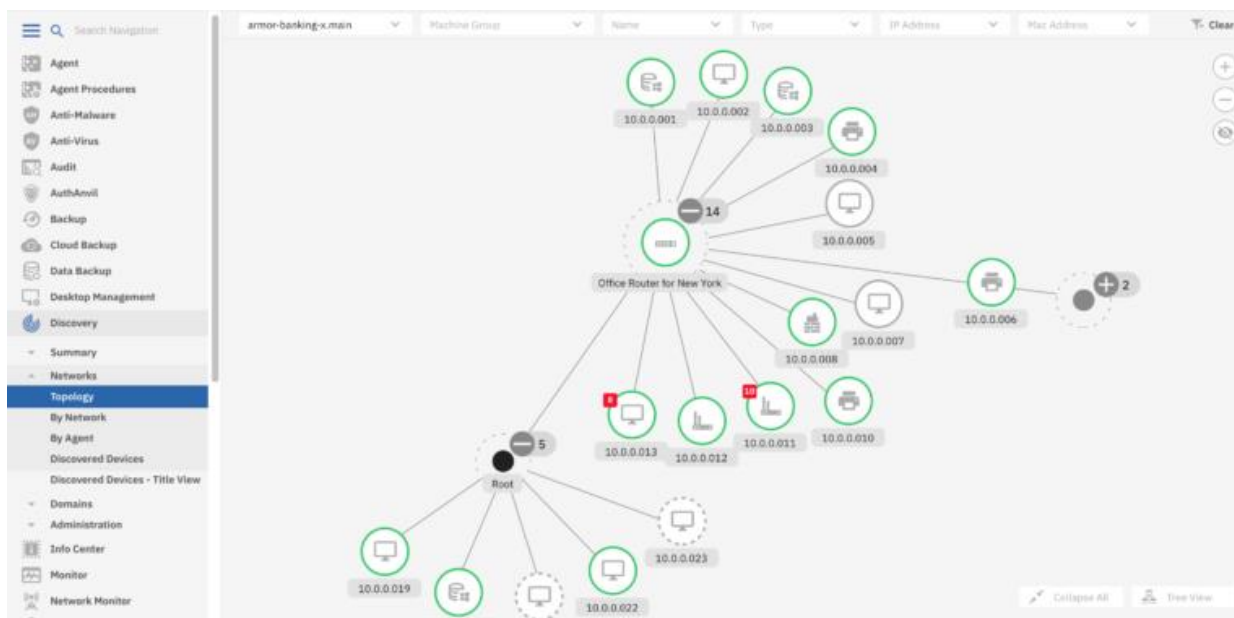 Search Navigation
armor-banking-x.main
Machine Group
Name
Type
IP Address
Mac Address
Clear
Agent
Agent Procedures
Anti-Malware
Anti-Virus
Audit
AuthAnvil
Backup
Cloud Backup
Data Backup
Desktop Management
Discovery
Summary
Networks
Topology
By Network
By Agent
Discovered Devices
Discovered Devices - Title View
Domains
Administration
Info Center
Monitor
Network Monitor
10.0.0.001
10.0.0.002
10.0.0.003
10.0.0.004
14
10.0.0.005
Office Router for New York
2
10.0.0.006
10.0.0.007
10.0.0.008
8
10
10.0.0.013
10.0.0.012
10.0.0.011
10.0.0.010
5
Root
10.0.0.023
10.0.0.019
10.0.0.022
Collapse All
Tree View